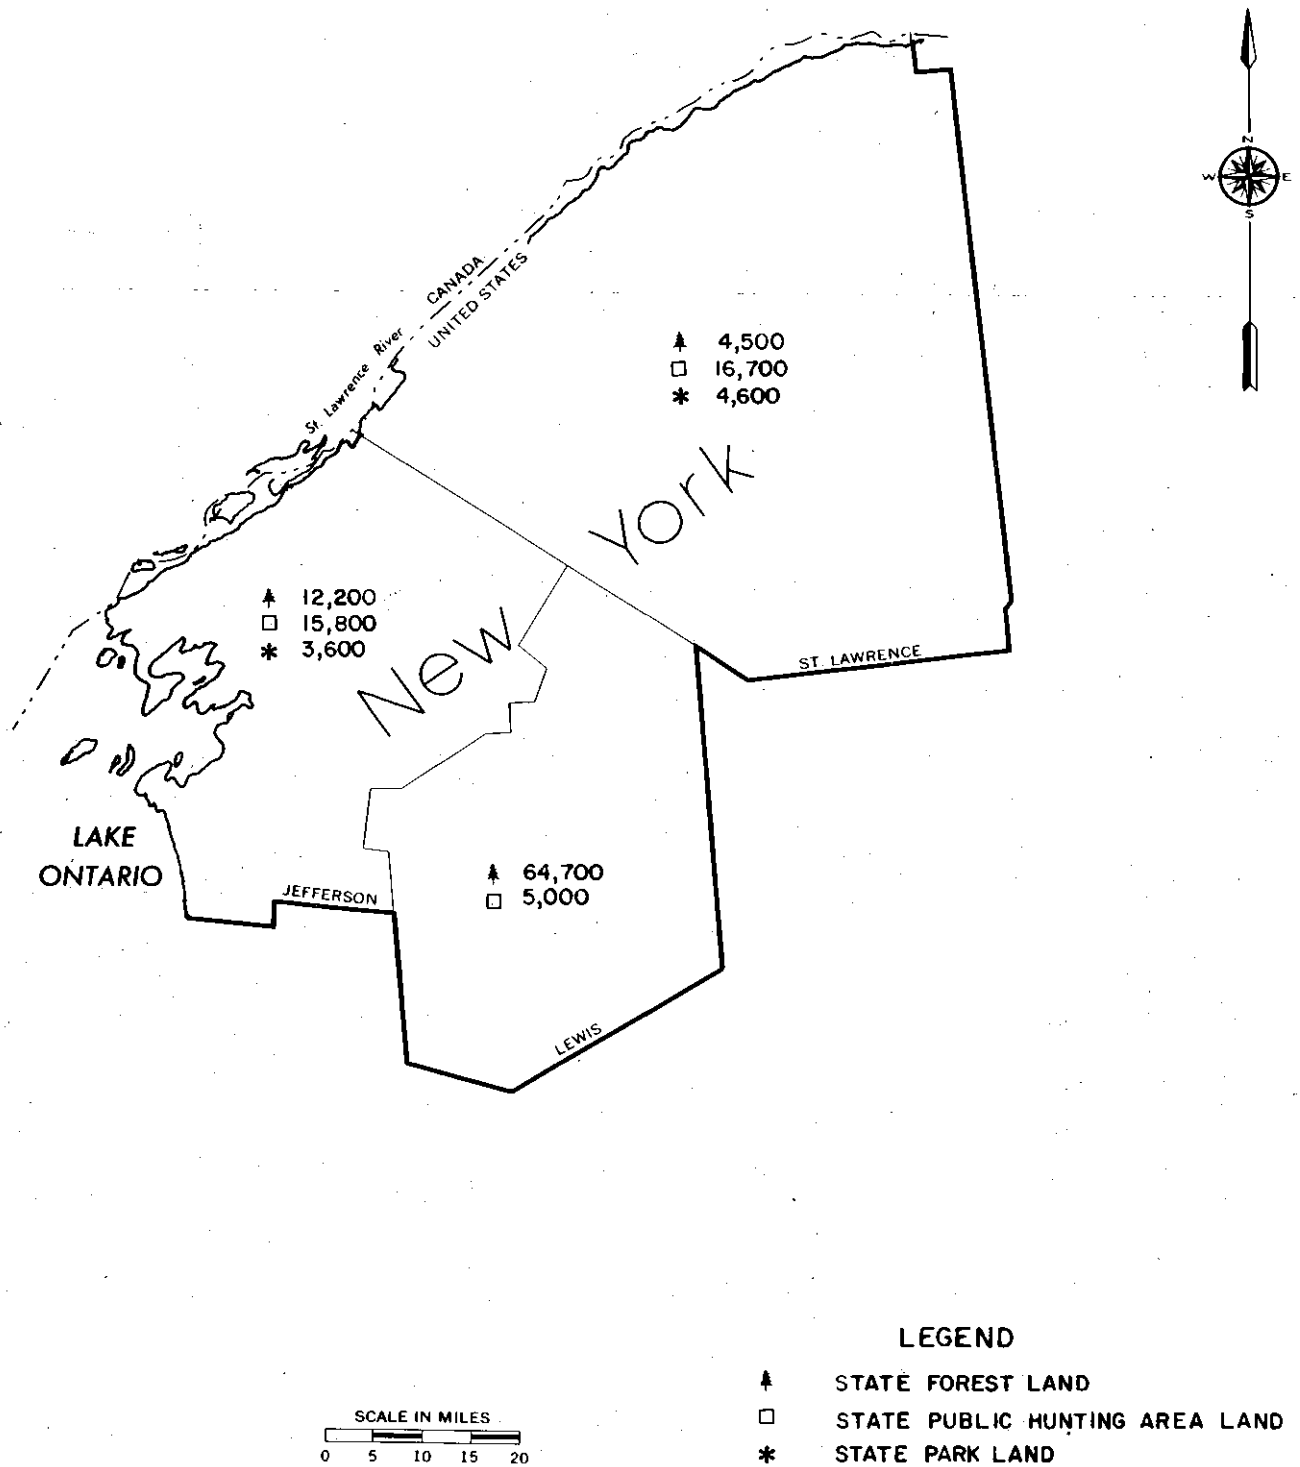 N
W E
S
CANADA
UNITED STATES
St. Lawrence River
4,500
16,700
4,600
New York
12,200
15,800
3,600
ST. LAWRENCE
LAKE
ONTARIO
64,700
5,000
JEFFERSON
LEWIS
LEGEND
STATE FOREST LAND
STATE PUBLIC HUNTING AREA LAND
STATE PARK LAND
SCALE IN MILES
0 5 10 15 20